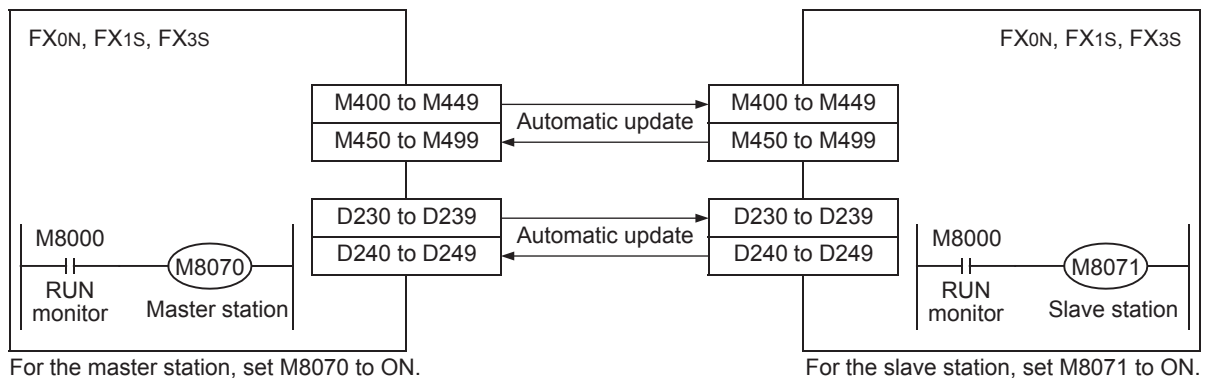 FX0N, FX1S, FX3S
FX0N, FX1S, FX3S
M400 to M449
M450 to M499
Automatic update
M400 to M449
M450 to M499
D230 to D239
D240 to D249
Automatic update
D230 to D239
D240 to D249
M8000
RUN
monitor
M8070
Master station
M8000
RUN
monitor
M8071
Slave station
For the master station, set M8070 to ON.
For the slave station, set M8071 to ON.